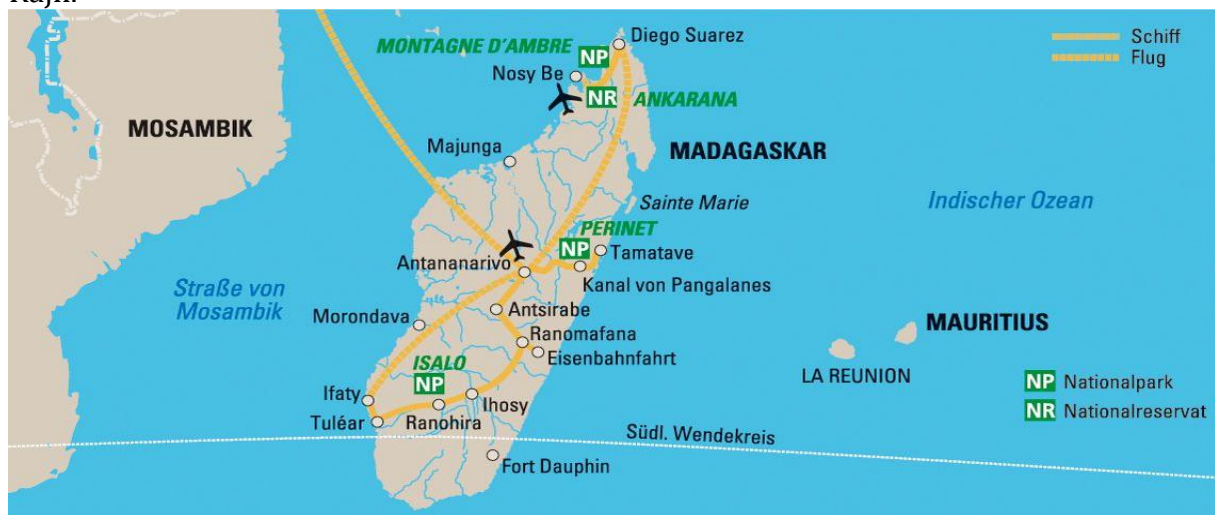 MONTAGNE D'AMBRE
NP
Diego Suarez
Schiff
Flug
Nosy Be
NR
ANKARANA
MOSAMBIK
Majunga
MADAGASKAR
Sainte Marie
Indischer Ozean
PERINET
NP
Tamatave
Antananarivo
Kanal von Pangalanes
Straße von
Mosambik
Antsirabe
Morondava
Ranomafana
Eisenbahnfahrt
MAURITIUS
ISALO
NP
LA REUNION
NP Nationalpark
Ifaty
Ihosy
NR Nationalreservat
Tuléar
Ranohira
Südl. Wendekreis
Fort Dauphin